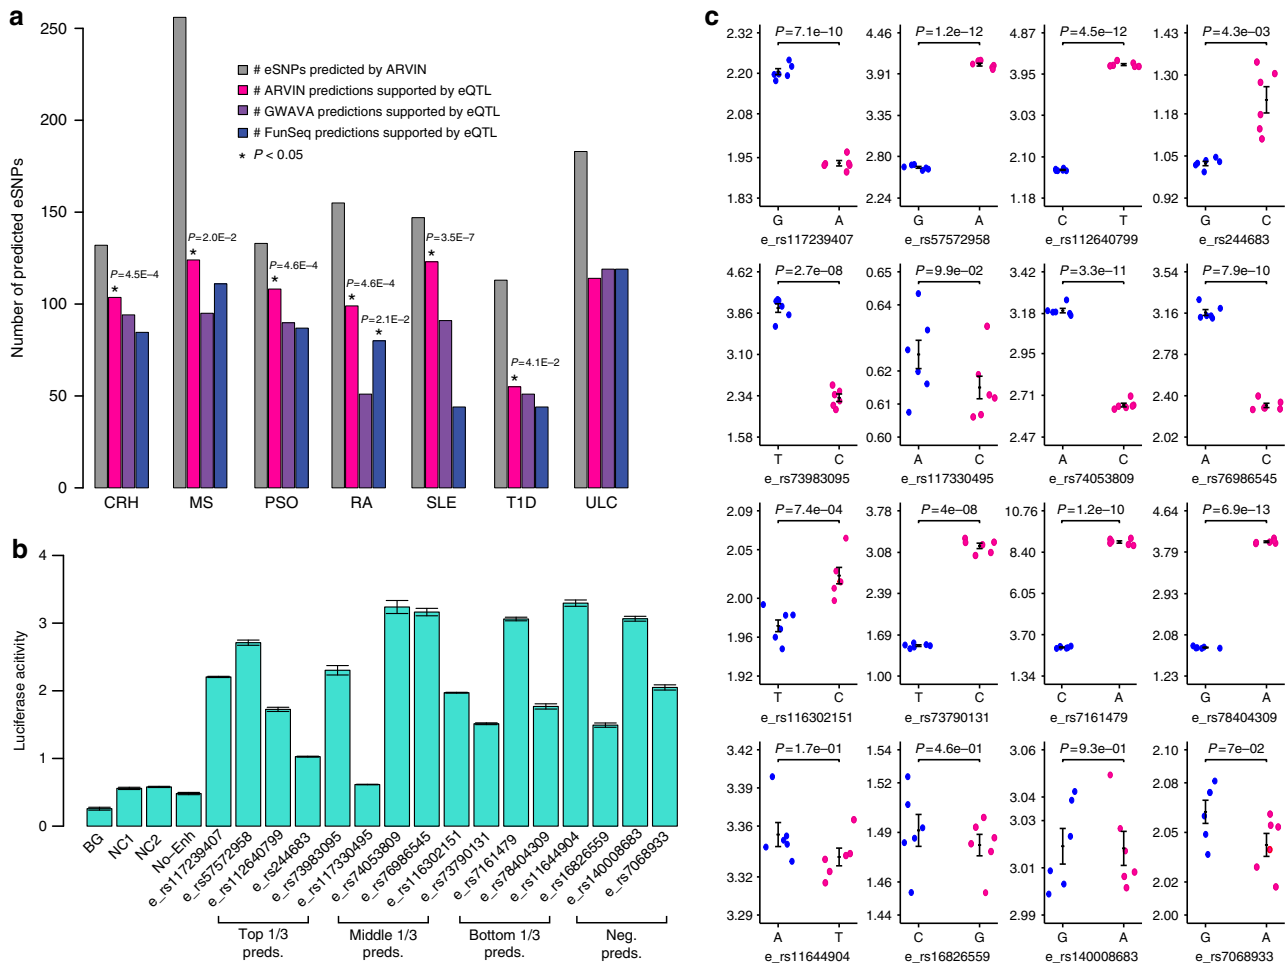 a
Number of predicted eSNPs
250
200
150
100
50
0
# eSNPs predicted by ARVIN
# ARVIN predictions supported by eQTL
# GWAVA predictions supported by eQTL
# FunSeq predictions supported by eQTL
* P < 0.05
P=4.5E–4
*
P=2.0E–2
*
P=4.6E–4
*
P=4.6E–4
*
P=2.1E–2
*
P=3.5E–7
*
P=4.1E–2
*
CRH MS PSO RA SLE T1D ULC
b
Luciferase acitivity
4
3
2
1
0
BG
NC1
NC2
No–Enh
e_rs117239407
e_rs57572958
e_rs112640799
e_rs244683
e_rs73983095
e_rs117330495
e_rs74053809
e_rs76986545
e_rs116302151
e_rs73790131
e_rs7161479
e_rs78404309
e_rs11644904
e_rs16826559
e_rs140008683
e_rs7068933
Top 1/3
preds.
Middle 1/3
preds.
Bottom 1/3
preds.
Neg.
preds.
c
P=7.1e–10
2.32
2.20
2.08
1.95
1.83
G A
e_rs117239407
P=1.2e–12
4.46
3.91
3.35
2.80
2.24
G A
e_rs57572958
P=4.5e–12
4.87
3.95
3.03
2.10
1.18
C T
e_rs112640799
P=4.3e–03
1.43
1.30
1.18
1.05
0.92
G C
e_rs244683
P=2.7e–08
4.62
3.86
3.10
2.34
1.58
T C
e_rs73983095
P=9.9e–02
0.65
0.64
0.62
0.61
0.60
A C
e_rs117330495
P=3.3e–11
3.42
3.18
2.95
2.71
2.47
A C
e_rs74053809
P=7.9e–10
3.54
3.16
2.78
2.40
2.02
A C
e_rs76986545
P=7.4e–04
2.09
2.05
2.00
1.96
1.92
T C
e_rs116302151
P=4e–08
3.78
3.08
2.39
1.69
1.00
T C
e_rs73790131
P=1.2e–10
10.76
8.40
6.05
3.70
1.34
C A
e_rs7161479
P=6.9e–13
4.64
3.79
2.93
2.08
1.23
G A
e_rs78404309
P=1.7e–01
3.42
3.39
3.36
3.32
3.29
A T
e_rs11644904
P=4.6e–01
1.54
1.52
1.49
1.46
1.44
C G
e_rs16826559
P=9.3e–01
3.06
3.04
3.03
3.01
2.99
G A
e_rs140008683
P=7e–02
2.10
2.08
2.05
2.02
2.00
G A
e_rs7068933